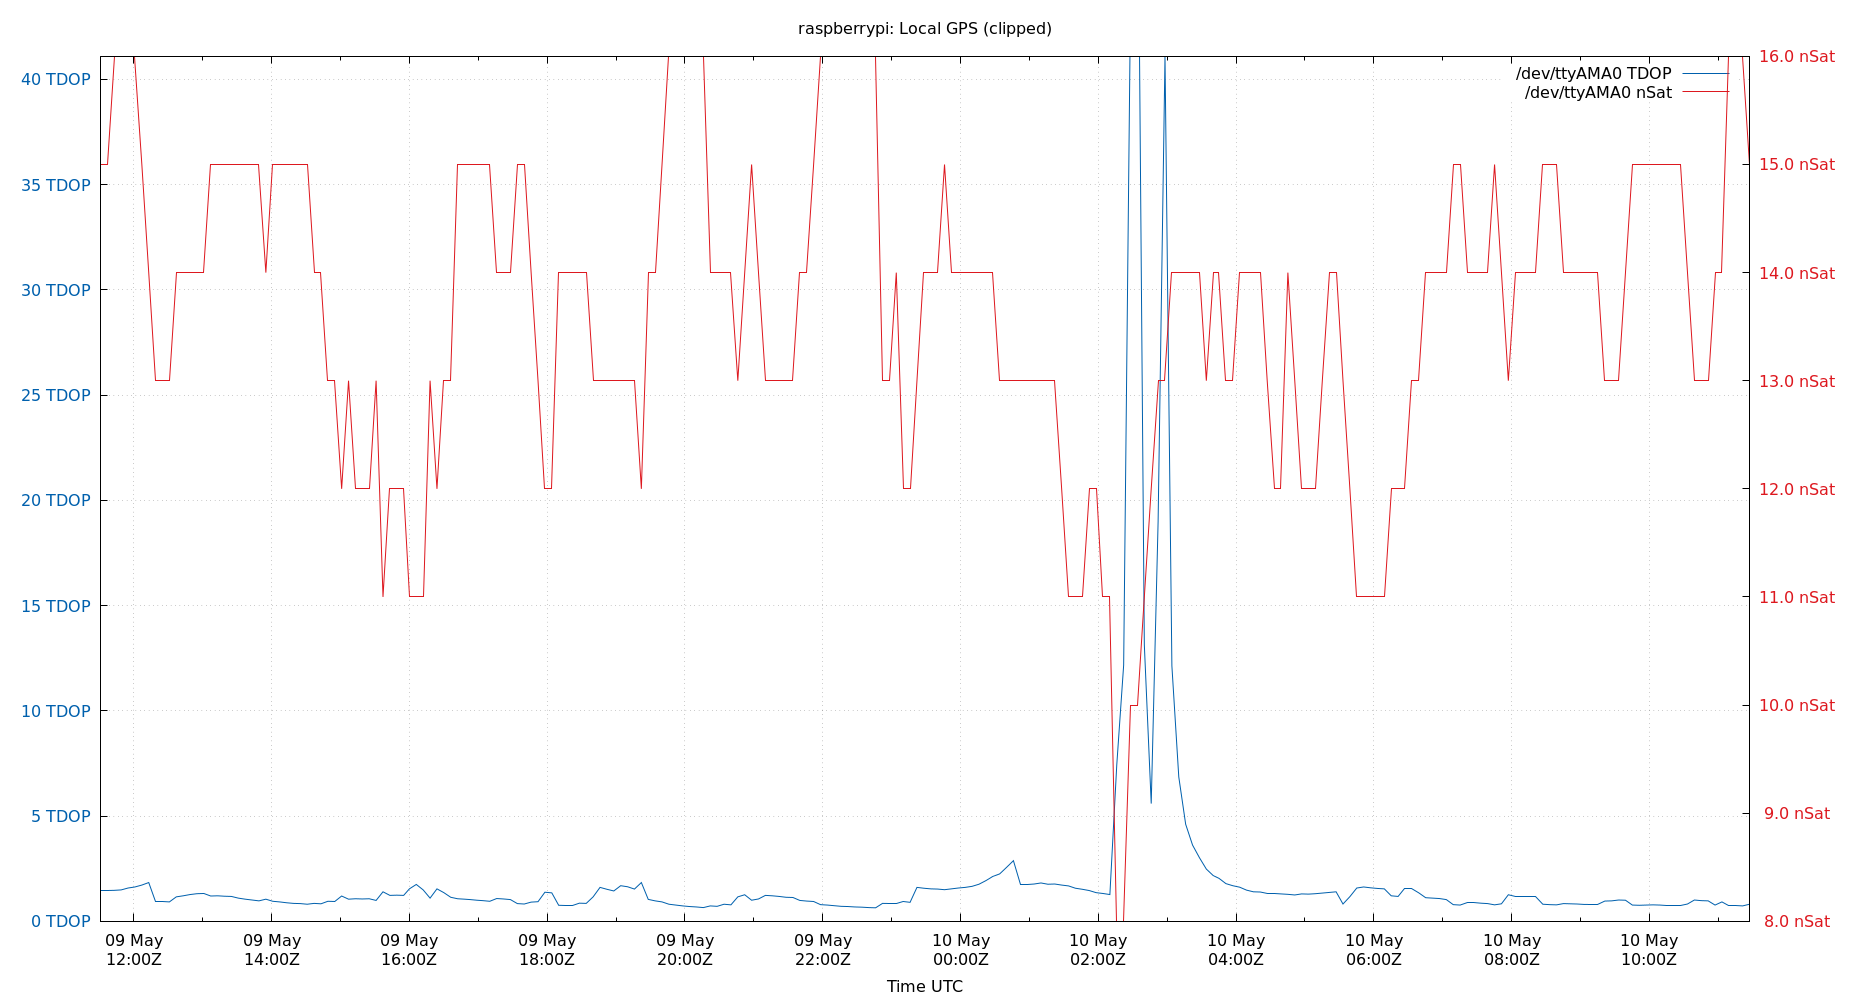 raspberrypi: Local GPS (clipped)
/dev/ttyAMA0 TDOP
/dev/ttyAMA0 nSat
40 TDOP
35 TDOP
30 TDOP
25 TDOP
20 TDOP
15 TDOP
10 TDOP
5 TDOP
0 TDOP
16.0 nSat
15.0 nSat
14.0 nSat
13.0 nSat
12.0 nSat
11.0 nSat
10.0 nSat
9.0 nSat
8.0 nSat
09 May 09 May 09 May 09 May 09 May 09 May 10 May 10 May 10 May 10 May 10 May 10 May
12:00Z 14:00Z 16:00Z 18:00Z 20:00Z 22:00Z 00:00Z 02:00Z 04:00Z 06:00Z 08:00Z 10:00Z
Time UTC